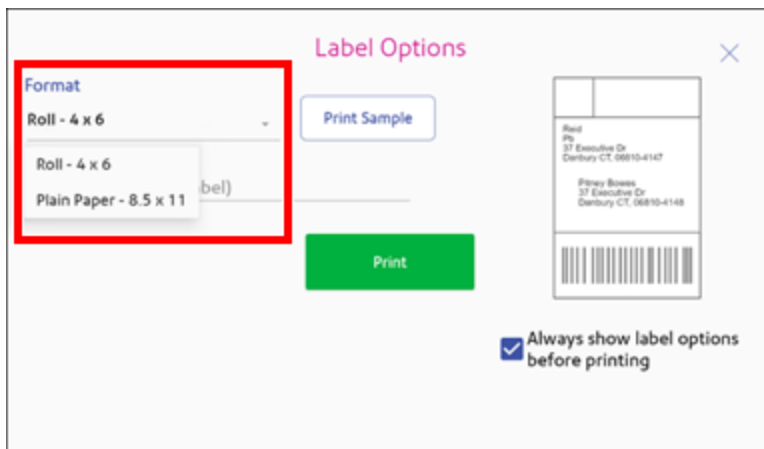 Label Options
Format
Roll - 4 x 6
Print Sample
Roll - 4 x 6
Plain Paper - 8.5 x 11
bel)
Print
Reid
Pb
37 Executive Dr
Danbury CT, 06810-4147
Pitney Bowes
37 Executive Dr
Danbury CT, 06810-4148
Always show label options
before printing